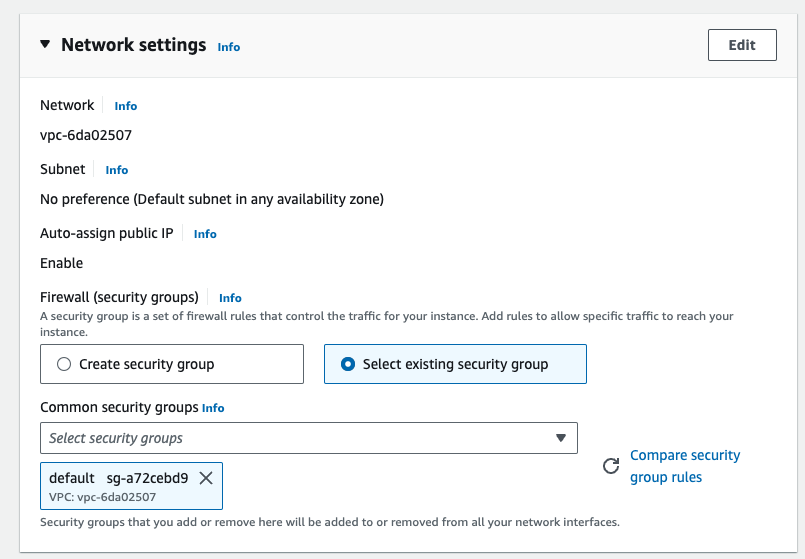 Network settings Info
Edit
Network Info
vpc-6da02507
Subnet Info
No preference (Default subnet in any availability zone)
Auto-assign public IP Info
Enable
Firewall (security groups) Info
A security group is a set of firewall rules that control the traffic for your instance. Add rules to allow specific traffic to reach your
instance.
Create security group
Select existing security group
Common security groups Info
Select security groups
default sg-a72cebd9
VPC: vpc-6da02507
Compare security
group rules
Security groups that you add or remove here will be added to or removed from all your network interfaces.